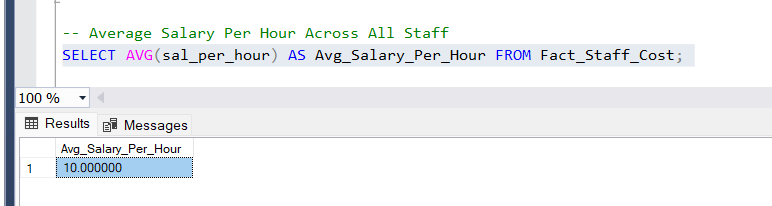 -- Average Salary Per Hour Across All Staff
SELECT AVG(sal_per_hour) AS Avg_Salary_Per_Hour FROM Fact_Staff_Cost;
100 %
Results Messages
Avg_Salary_Per_Hour
1 10.000000